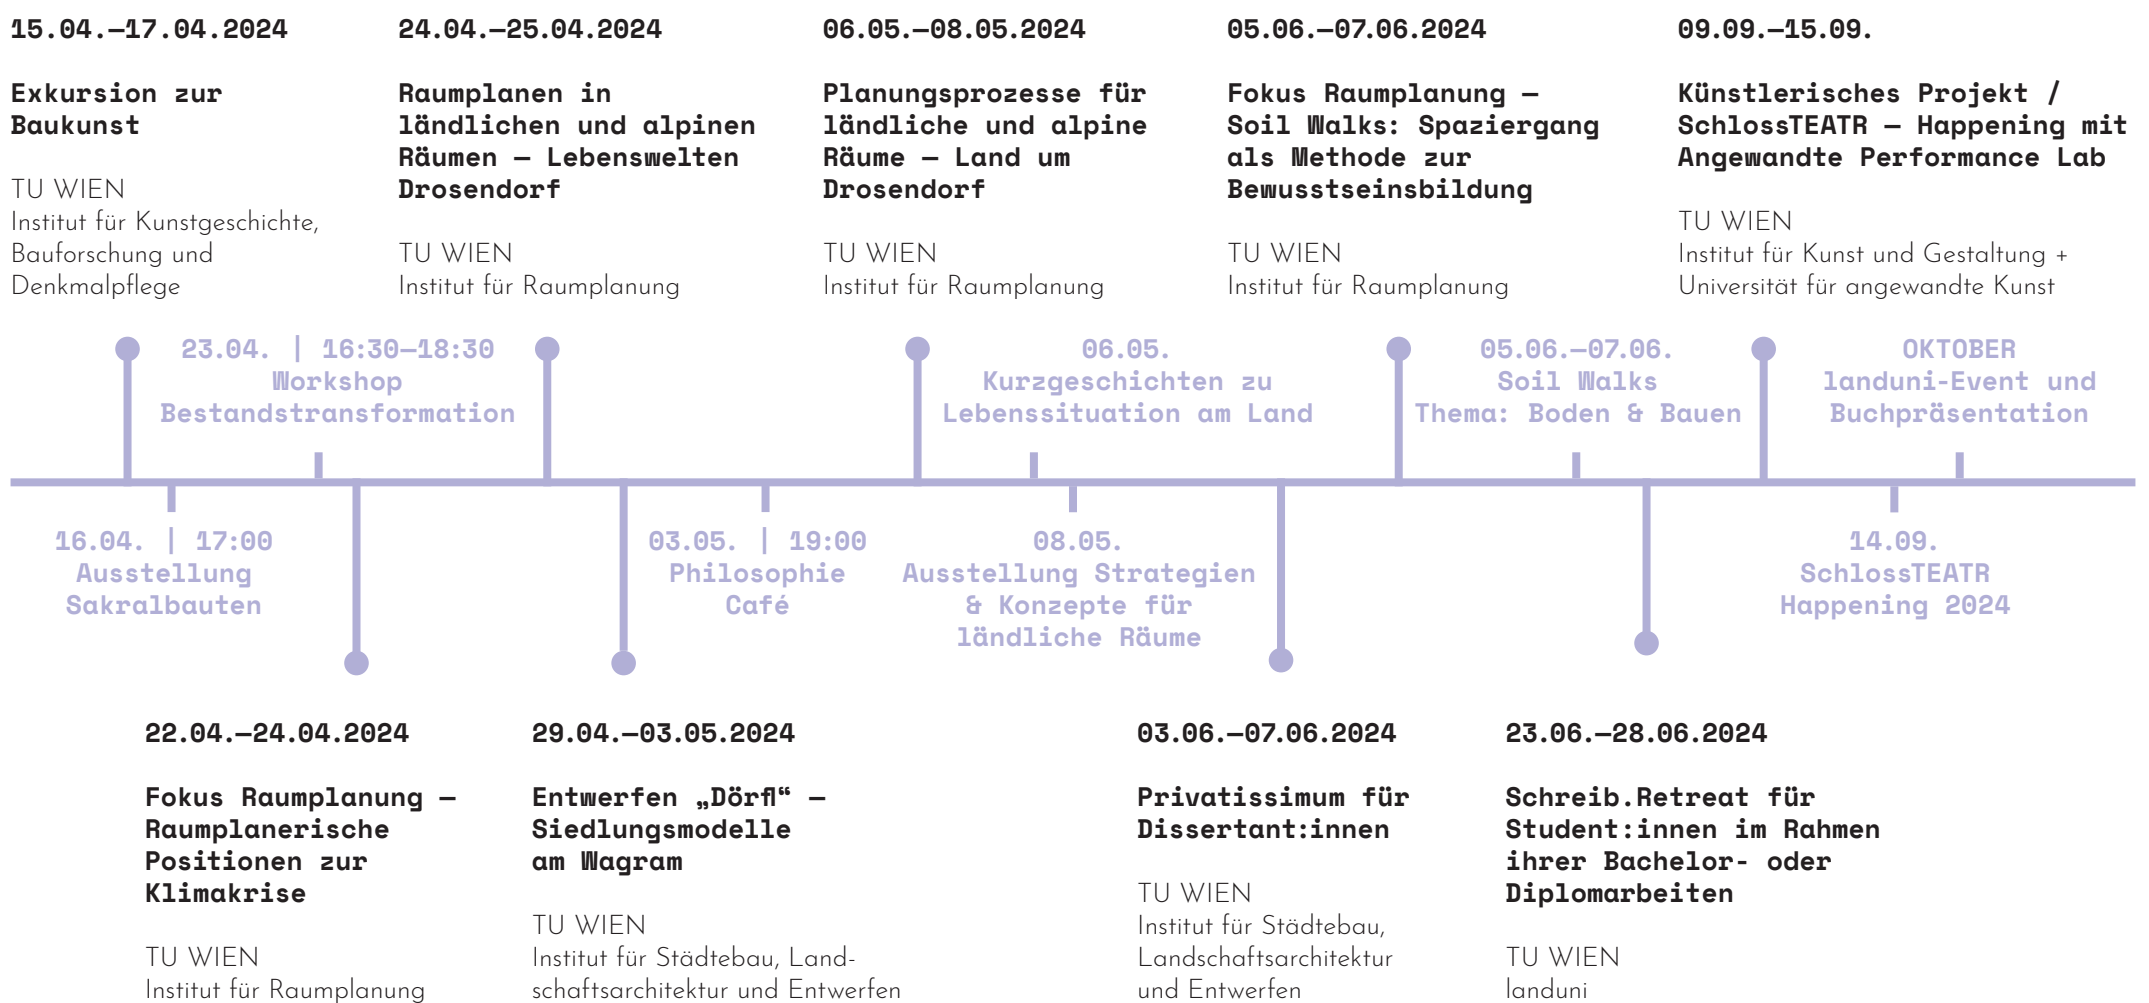 15.04.—17.04.2024
Exkursion zur
Baukunst
TU WIEN
Institut für Kunstgeschichte,
Bauforschung und
Denkmalpflege
24.04.—25.04.2024
Raumplanen in
ländlichen und alpinen
Räumen — Lebenswelten
Drosendorf
TU WIEN
Institut für Raumplanung
06.05.—08.05.2024
Planungsprozesse für
ländliche und alpine
Räume — Land um
Drosendorf
TU WIEN
Institut für Raumplanung
05.06.—07.06.2024
Fokus Raumplanung —
Soil Walks: Spaziergang
als Methode zur
Bewusstseinsbildung
TU WIEN
Institut für Raumplanung
09.09.—15.09.
Künstlerisches Projekt /
SchlossTEATR — Happening mit
Angewandte Performance Lab
TU WIEN
Institut für Kunst und Gestaltung +
Universität für angewandte Kunst
23.04. | 16:30—18:30
Workshop
Bestandstransformation
06.05.
Kurzgeschichten zu
Lebenssituation am Land
05.06.—07.06.
Soil Walks
Thema: Boden & Bauen
OKTOBER
landuni-Event und
Buchpräsentation
16.04. | 17:00
Ausstellung
Sakralbauten
03.05. | 19:00
Philosophie
Café
08.05.
Ausstellung Strategien
& Konzepte für
ländliche Räume
14.09.
SchlossTEATR
Happening 2024
22.04.—24.04.2024
Fokus Raumplanung —
Raumplanerische
Positionen zur
Klimakrise
TU WIEN
Institut für Raumplanung
29.04.—03.05.2024
Entwerfen „Dörfl“ —
Siedlungsmodelle
am Wagram
TU WIEN
Institut für Städtebau, Land-
schaftsarchitektur und Entwerfen
03.06.—07.06.2024
Privatissimum für
Dissertant:innen
TU WIEN
Institut für Städtebau,
Landschaftsarchitektur
und Entwerfen
23.06.—28.06.2024
Schreib.Retreat für
Student:innen im Rahmen
ihrer Bachelor- oder
Diplomarbeiten
TU WIEN
landuni